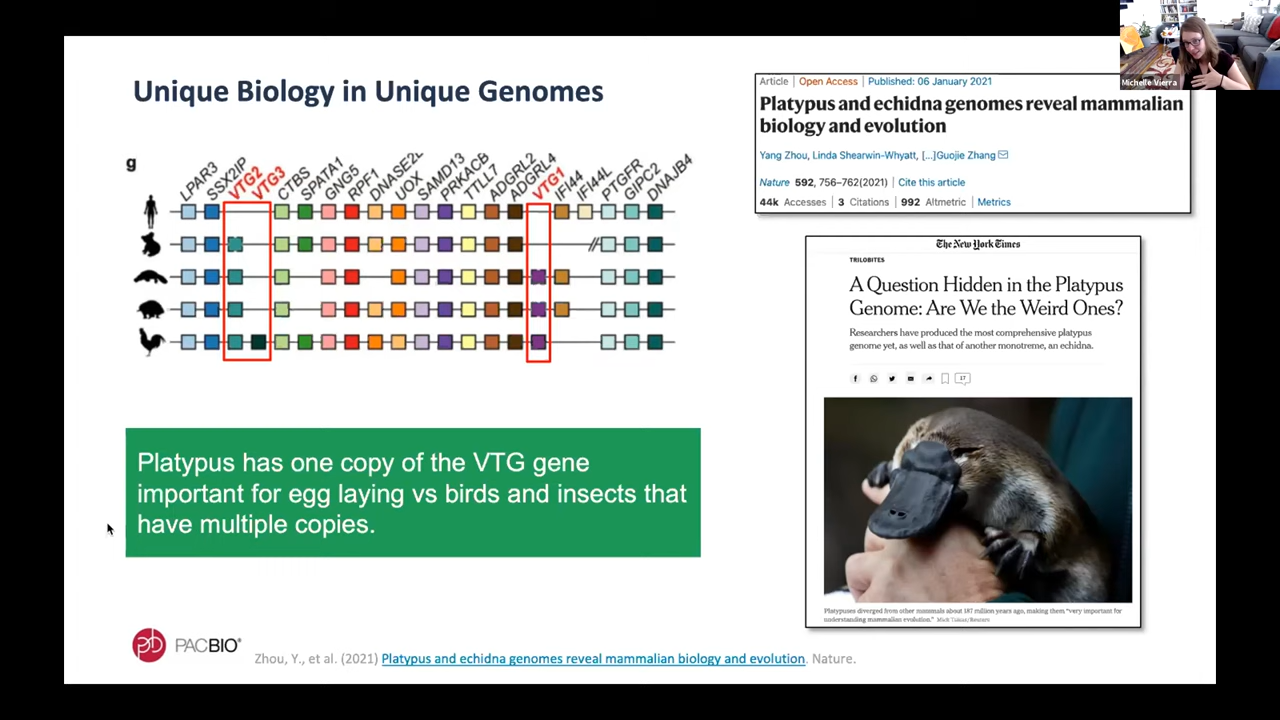 Michelle Vierra
Unique Biology in Unique Genomes
g
LPAR3 SSX2IP VTG2 VTG3 CTBS SPATA1 GNG5 RPF1 DNASE2 UOX SAMD13 PRKACB TTLL7 ADGRL2 ADGRL4 VTG1 IFI44 IFI44L PTGFR GIPC2 DNAJB4
Platypus has one copy of the VTG gene
important for egg laying vs birds and insects that
have multiple copies.
Article | Open Access | Published: 06 January 2021
Platypus and echidna genomes reveal mammalian
biology and evolution
Yang Zhou, Linda Shearwin-Whyatt, [...]Guojie Zhang
Nature 592, 756–762(2021) | Cite this article
44k Accesses | 3 Citations | 992 Altmetric | Metrics
The New York Times
TRILOBITES
A Question Hidden in the Platypus
Genome: Are We the Weird Ones?
Researchers have produced the most comprehensive platypus
genome yet, as well as that of another monotreme, an echidna.
17
Platypuses diverged from other mammals about 187 million years ago, making them "very important for
understanding mammalian evolution."
PACBIO®
Zhou, Y., et al. (2021) Platypus and echidna genomes reveal mammalian biology and evolution. Nature.